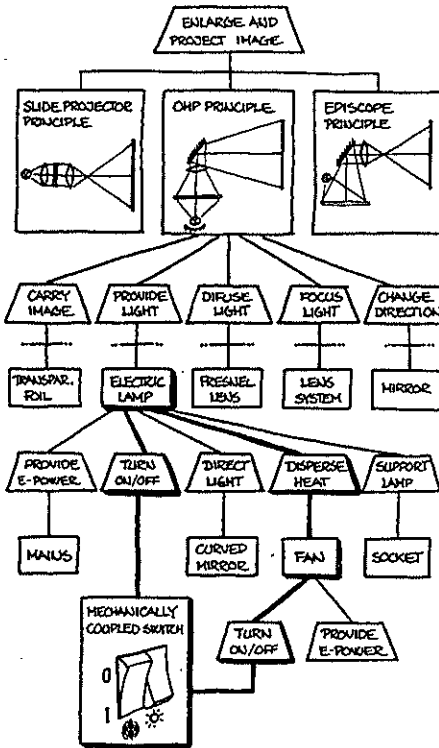 ENLARGE AND
PROJECT IMAGE
SLIDE PROJECTOR
PRINCIPLE
OHP PRINCIPLE
EPISCOPE
PRINCIPLE
CARRY
IMAGE
PROVIDE
LIGHT
DIFUSE
LIGHT
FOCUS
LIGHT
CHANGE
DIRECTION
TRANSPAR.
FOIL
ELECTRIC
LAMP
FRESNEL
LENS
LENS
SYSTEM
MIRROR
PROVIDE
E-POWER
TURN
ON/OFF
DIRECT
LIGHT
DISPERSE
HEAT
SUPPORT
LAMP
MAINS
CURVED
MIRROR
FAN
SOCKET
MECHANICALLY
COUPLED SWITCH
0
1
TURN
ON/OFF
PROVIDE
E-POWER